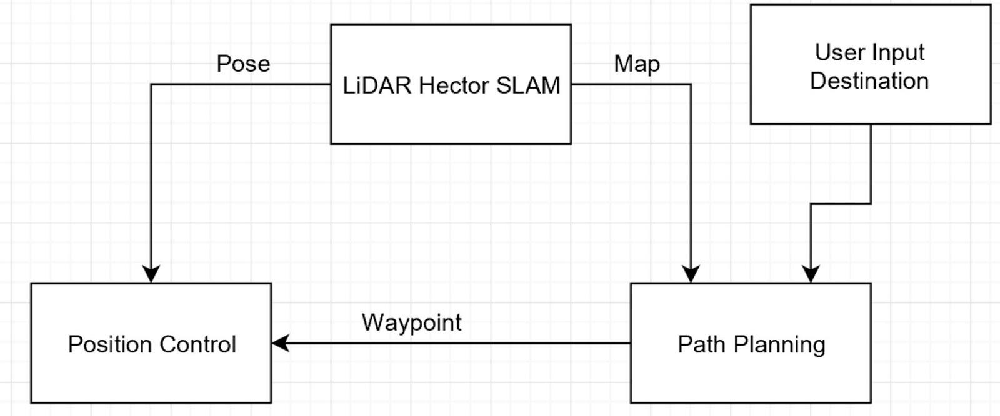 User Input
Destination
Pose
LiDAR Hector SLAM
Map
Waypoint
Position Control
Path Planning